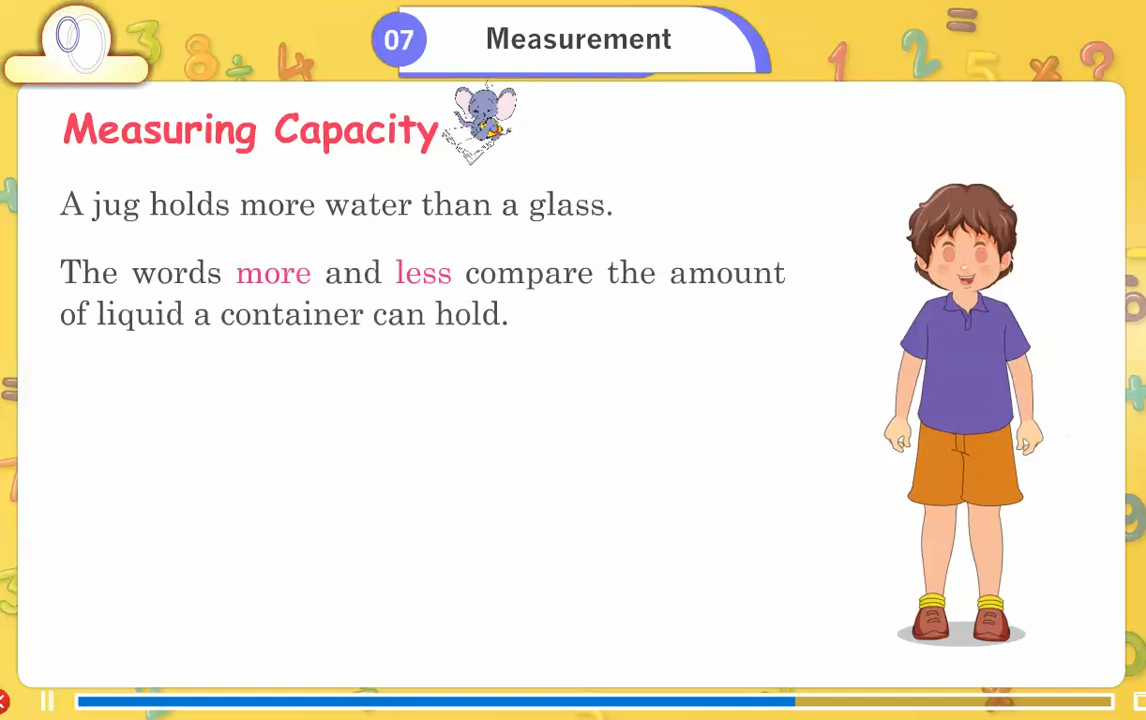 07 Measurement
Measuring Capacity
A jug holds more water than a glass.
The words more and less compare the amount
of liquid a container can hold.